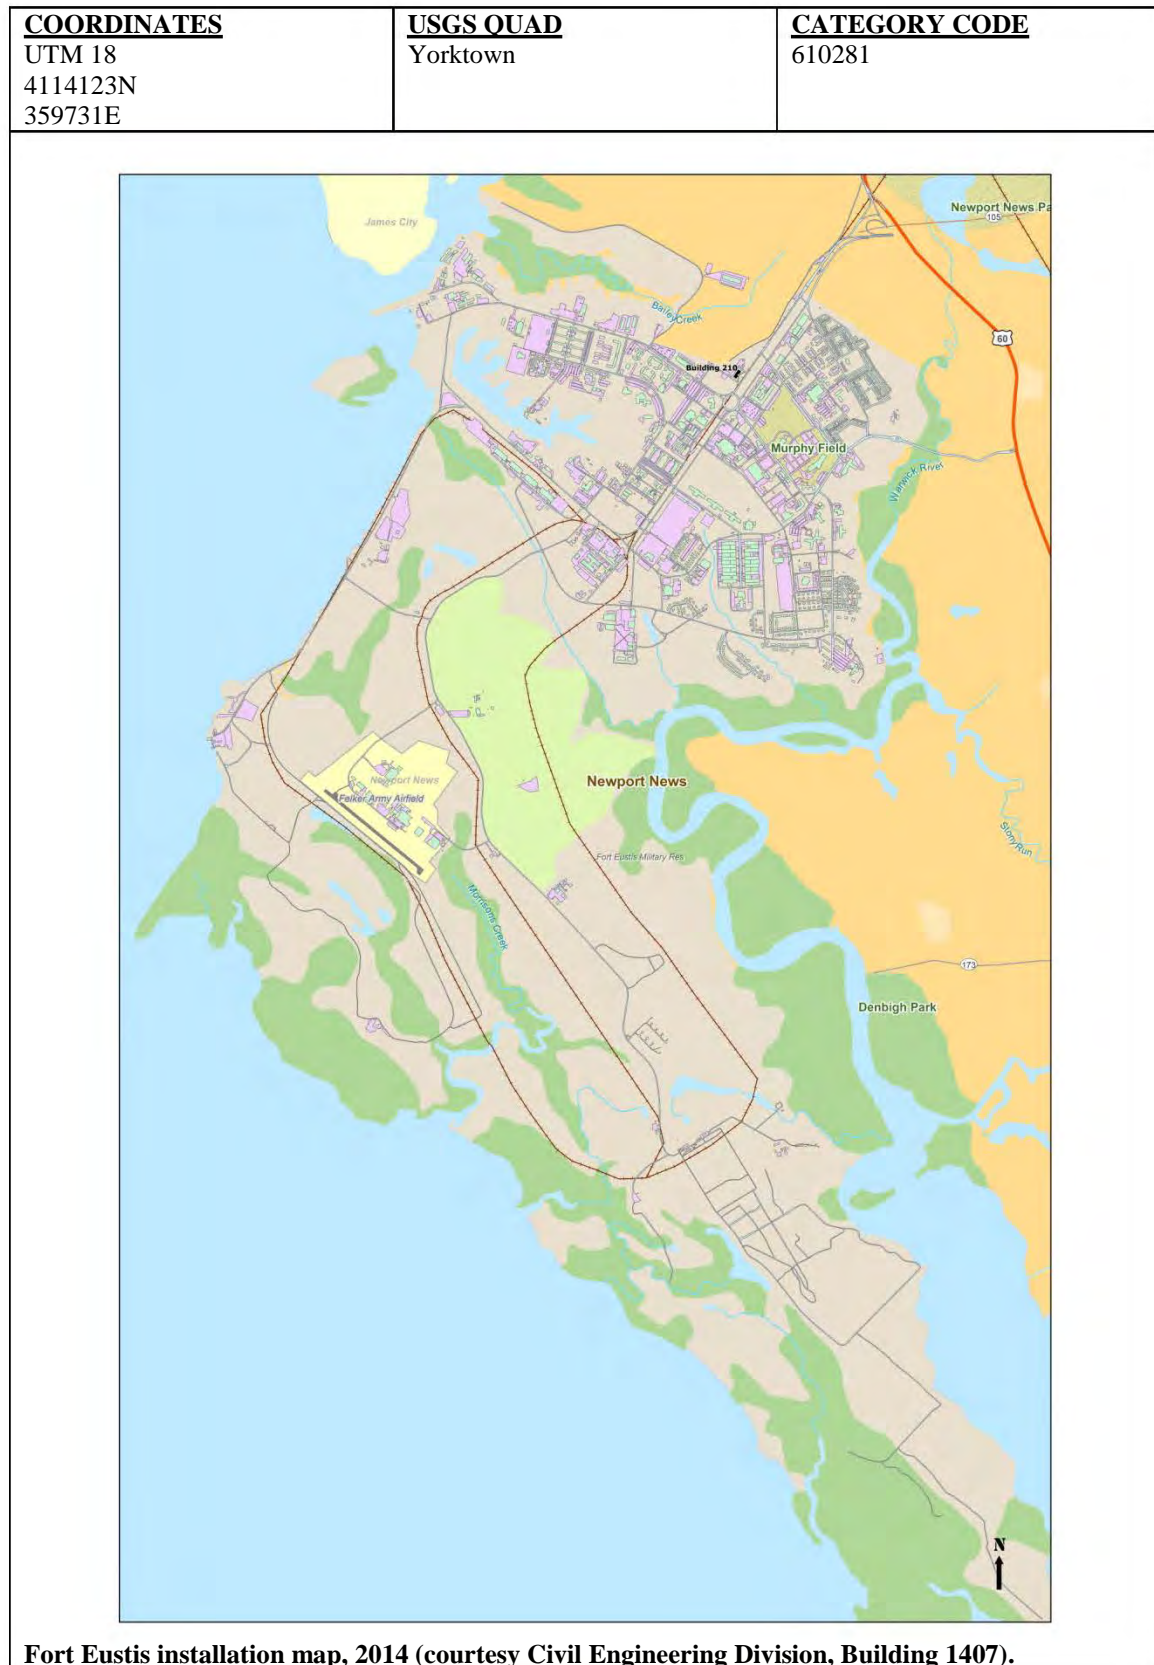 COORDINATES
UTM 18
4114123N
359731E
USGS QUAD
Yorktown
CATEGORY CODE
610281
James City
Newport News Pa
105
Bailey Creek
60
Building 210
Murphy Field
Warwick River
Newport News
Newport News
Felker Army Airfield
Stony Run
Fort Eustis Military Res
Morrisons Creek
173
Denbigh Park
N
Fort Eustis installation map, 2014 (courtesy Civil Engineering Division, Building 1407).